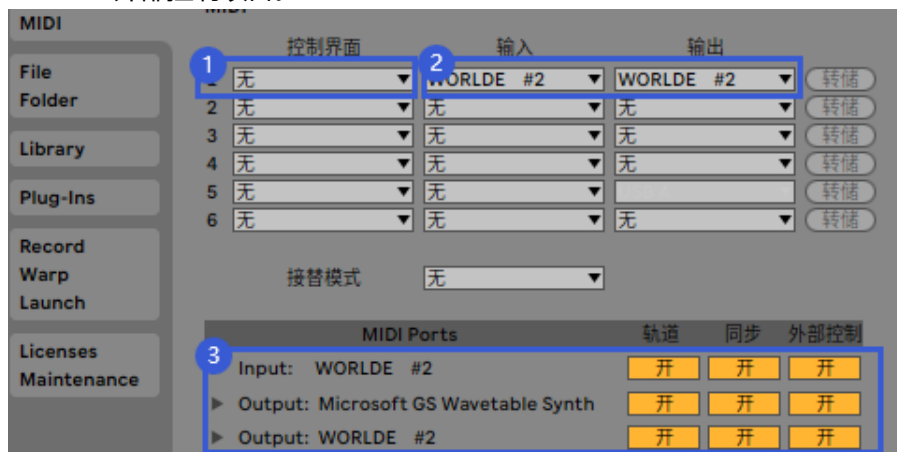 MIDI
File
Folder
Library
Plug-Ins
Record
Warp
Launch
Licenses
Maintenance
控制界面 输入 输出
1 2
无 WORLDE #2 WORLDE #2 转储
2 无 无 无 转储
3 无 无 无 转储
4 无 无 无 转储
5 无 无 转储
6 无 无 无 转储
接替模式 无
MIDI Ports 轨道 同步 外部控制
3
Input: WORLDE #2 开 开 开
Output: Microsoft GS Wavetable Synth 开 开 开
Output: WORLDE #2 开 开 开